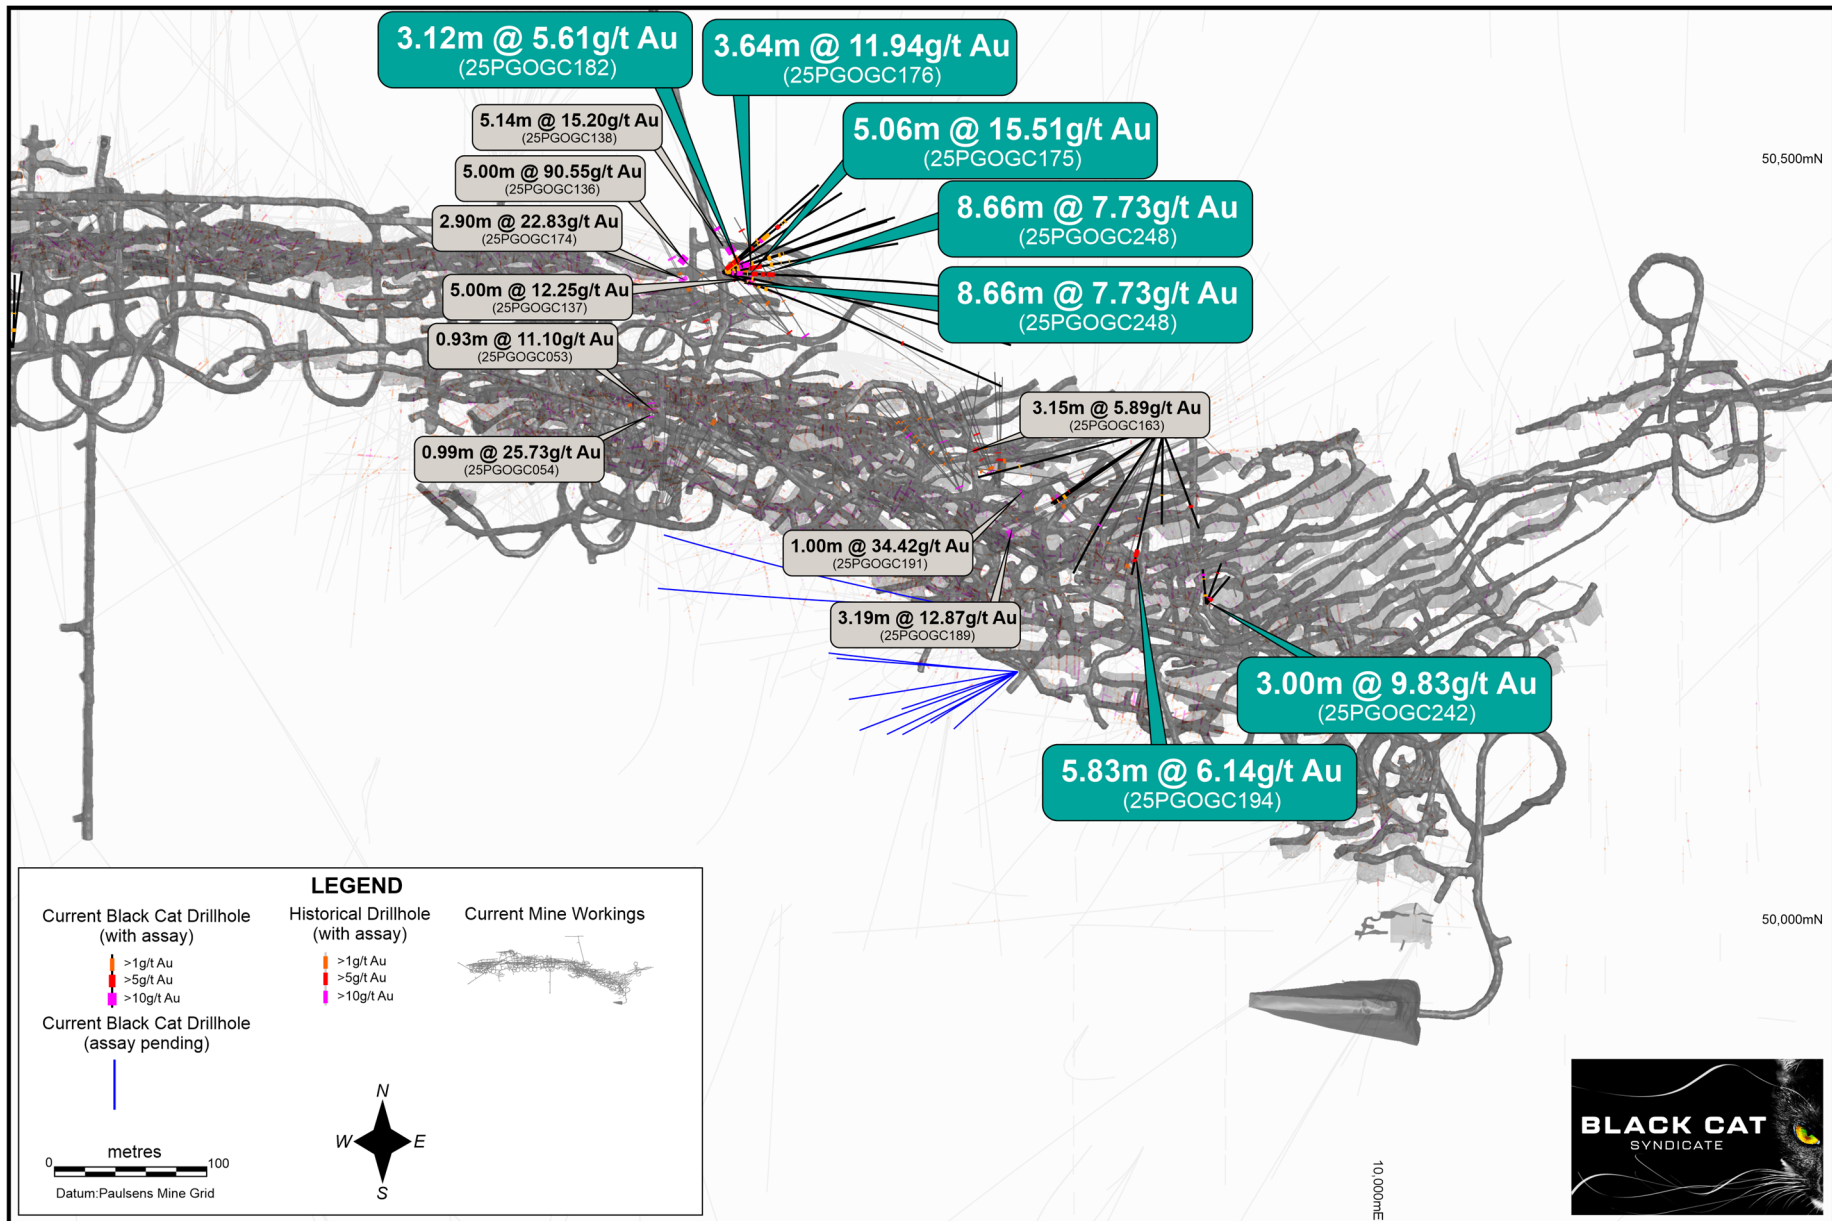 3.12m @ 5.61g/t Au
(25PGOGC182)
3.64m @ 11.94g/t Au
(25PGOGC176)
5.14m @ 15.20g/t Au
(25PGOGC138)
5.06m @ 15.51g/t Au
(25PGOGC175)
50,500mN
5.00m @ 90.55g/t Au
(25PGOGC136)
8.66m @ 7.73g/t Au
(25PGOGC248)
2.90m @ 22.83g/t Au
(25PGOGC174)
5.00m @ 12.25g/t Au
(25PGOGC137)
8.66m @ 7.73g/t Au
(25PGOGC248)
0.93m @ 11.10g/t Au
(25PGOGC053)
3.15m @ 5.89g/t Au
(25PGOGC163)
0.99m @ 25.73g/t Au
(25PGOGC054)
1.00m @ 34.42g/t Au
(25PGOGC191)
3.19m @ 12.87g/t Au
(25PGOGC189)
3.00m @ 9.83g/t Au
(25PGOGC242)
5.83m @ 6.14g/t Au
(25PGOGC194)
50,000mN
LEGEND
Current Black Cat Drillhole
(with assay)
>1g/t Au
>5g/t Au
>10g/t Au
Historical Drillhole
(with assay)
>1g/t Au
>5g/t Au
>10g/t Au
Current Mine Workings
Current Black Cat Drillhole
(assay pending)
N
W E
S
metres
0 100
Datum:Paulsens Mine Grid
10,000mE
BLACK CAT
SYNDICATE